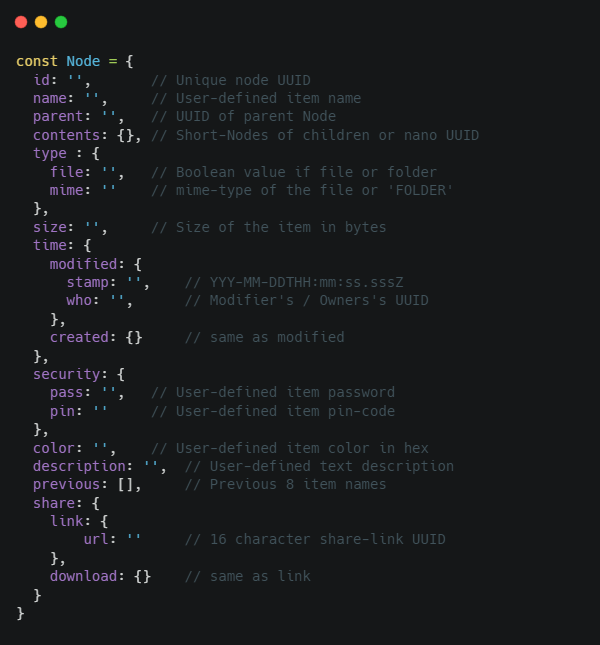 const Node = {
  id: '',       // Unique node UUID
  name: '',     // User-defined item name
  parent: '',   // UUID of parent Node
  contents: {}, // Short-Nodes of children or nano UUID
  type : {
    file: '',   // Boolean value if file or folder
    mime: ''    // mime-type of the file or 'FOLDER'
  },
  size: '',     // Size of the item in bytes
  time: {
    modified: {
      stamp: '',    // YYY-MM-DDTHH:mm:ss.sssZ
      who: '',      // Modifier's / Owners's UUID
    },
    created: {}     // same as modified
  },
  security: {
    pass: '',   // User-defined item password
    pin: ''     // User-defined item pin-code
  },
  color: '',    // User-defined item color in hex
  description: '',  // User-defined text description
  previous: [],     // Previous 8 item names
  share: {
    link: {
        url: ''     // 16 character share-link UUID
    },
    download: {}    // same as link
  }
}